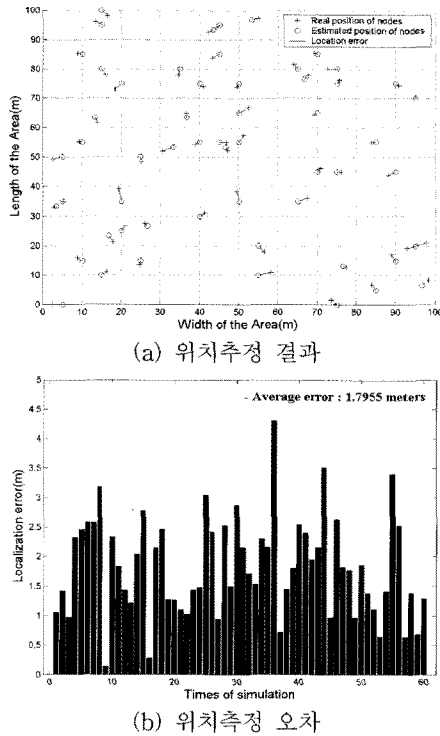 100
90
80
70
60
50
40
30
20
10
0
Length of the Area(m)
+ Real position of nodes
○ Estimated position of nodes
— Location error
0 10 20 30 40 50 60 70 80 90 100
Width of the Area(m)
(a) 위치추정 결과
5
4.5
4
3.5
3
2.5
2
1.5
1
0.5
0
Localization error(m)
- Average error : 1.7955 meters
0 10 20 30 40 50 60
Times of simulation
(b) 위치측정 오차